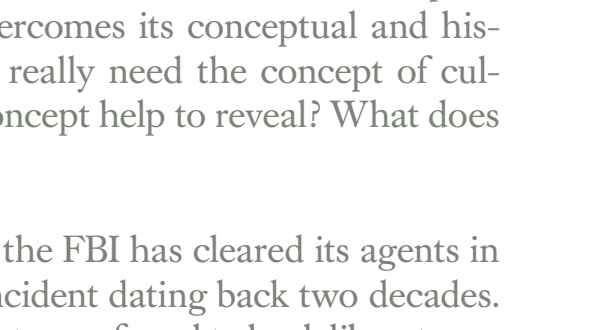 ercomes its conceptual and his-
really need the concept of cul-
oncept help to reveal? What does
the FBI has cleared its agents in
ncident dating back two decades.